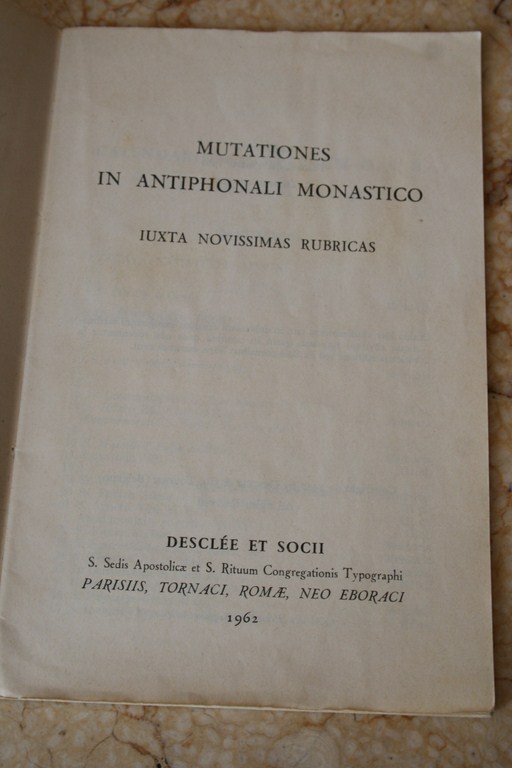 MUTATIONES
IN ANTIPHONALI MONASTICO
IUXTA NOVISSIMAS RUBRICAS
DESCLÉE ET SOCII
S. Sedis Apostolicæ et S. Rituum Congregationis Typographi
PARISIIS, TORNACI, ROMÆ, NEO EBORACI
1962